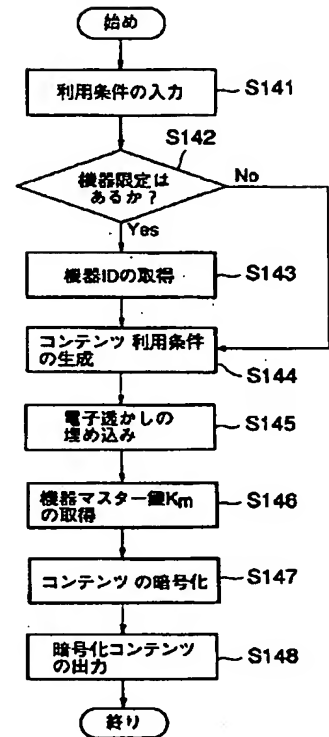 始め
利用条件の入力
S141
S142
機器限定は
あるか?
No
Yes
機器IDの取得
S143
コンテンツ 利用条件
の生成
S144
電子透かしの
埋め込み
S145
機器マスター鍵Km
の取得
S146
コンテンツ の暗号化
S147
暗号化コンテンツ
の出力
S148
終り